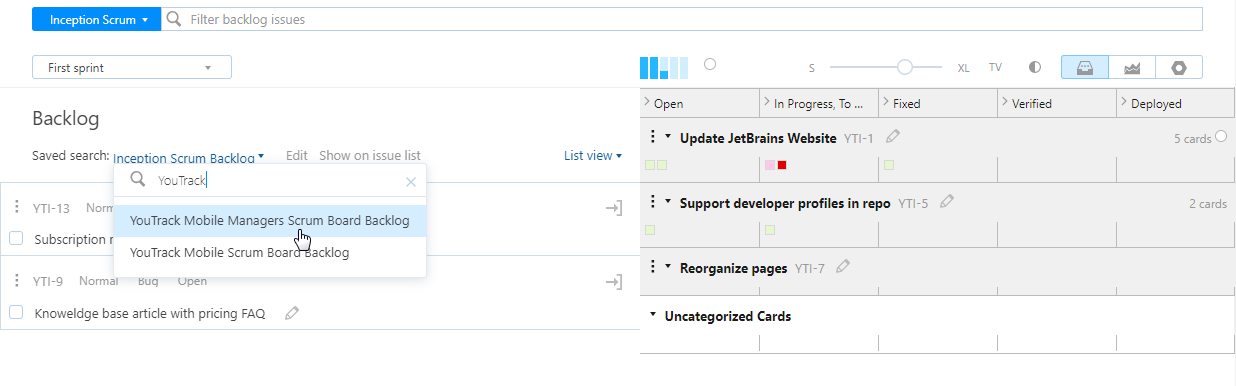 Inception Scrum
Filter backlog issues
First sprint
S
XL
TV
Backlog
Saved search: Inception Scrum Backlog
Edit
Show on issue list
List view
YouTrack
YouTrack Mobile Managers Scrum Board Backlog
YouTrack Mobile Scrum Board Backlog
YTI-13
Subscription
YTI-9 Normal Bug Open
Knoweldge base article with pricing FAQ
Open
In Progress, To ...
Fixed
Verified
Deployed
Update JetBrains Website YTI-1
5 cards
Support developer profiles in repo YTI-5
2 cards
Reorganize pages YTI-7
Uncategorized Cards